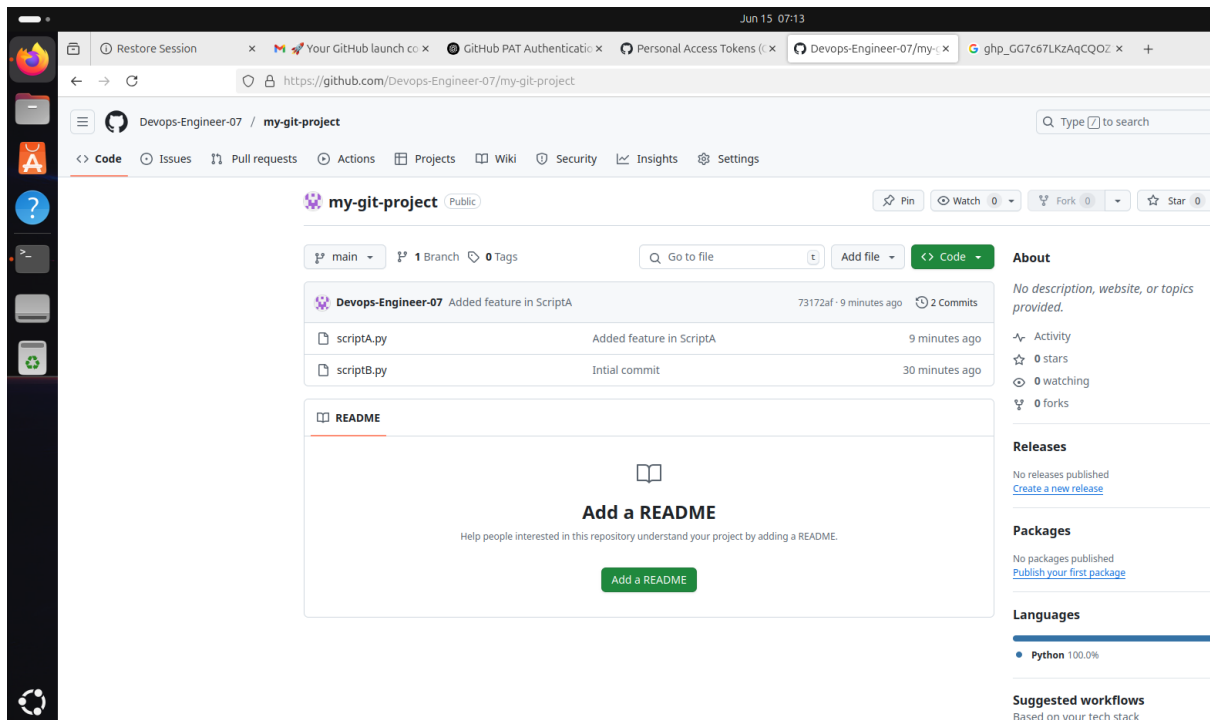 Jun 15 07:13
Restore Session
Your GitHub launch co
GitHub PAT Authenticatio
Personal Access Tokens (
Devops-Engineer-07/my-
ghp_GG7c67LKzAqCQOZ
https://github.com/Devops-Engineer-07/my-git-project
Devops-Engineer-07 / my-git-project
Type / to search
<> Code Issues Pull requests Actions Projects Wiki Security Insights Settings
my-git-project Public
Pin Watch 0 Fork 0 Star 0
main 1 Branch 0 Tags Go to file t Add file <> Code
Devops-Engineer-07 Added feature in ScriptA 73172af · 9 minutes ago 2 Commits
scriptA.py Added feature in ScriptA 9 minutes ago
scriptB.py Intial commit 30 minutes ago
README
Add a README
Help people interested in this repository understand your project by adding a README.
Add a README
About
No description, website, or topics
provided.
Activity
0 stars
0 watching
0 forks
Releases
No releases published
Create a new release
Packages
No packages published
Publish your first package
Languages
Python 100.0%
Suggested workflows
Based on your tech stack